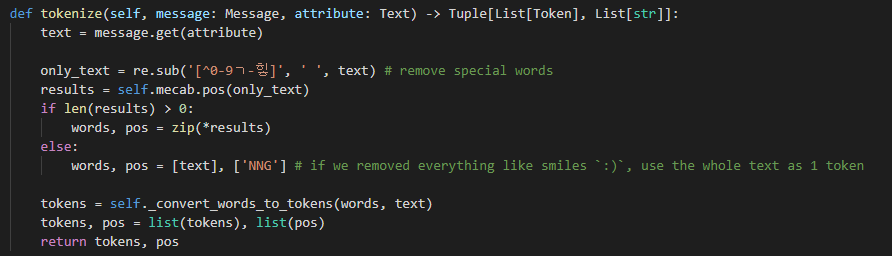 def tokenize(self, message: Message, attribute: Text) -> Tuple[List[Token], List[str]]:
    text = message.get(attribute)

    only_text = re.sub('[^0-9ㄱ-힣]', ' ', text) # remove special words
    results = self.mecab.pos(only_text)
    if len(results) > 0:
        words, pos = zip(*results)
    else:
        words, pos = [text], ['NNG'] # if we removed everything like smiles `:)`, use the whole text as 1 token

    tokens = self._convert_words_to_tokens(words, text)
    tokens, pos = list(tokens), list(pos)
    return tokens, pos